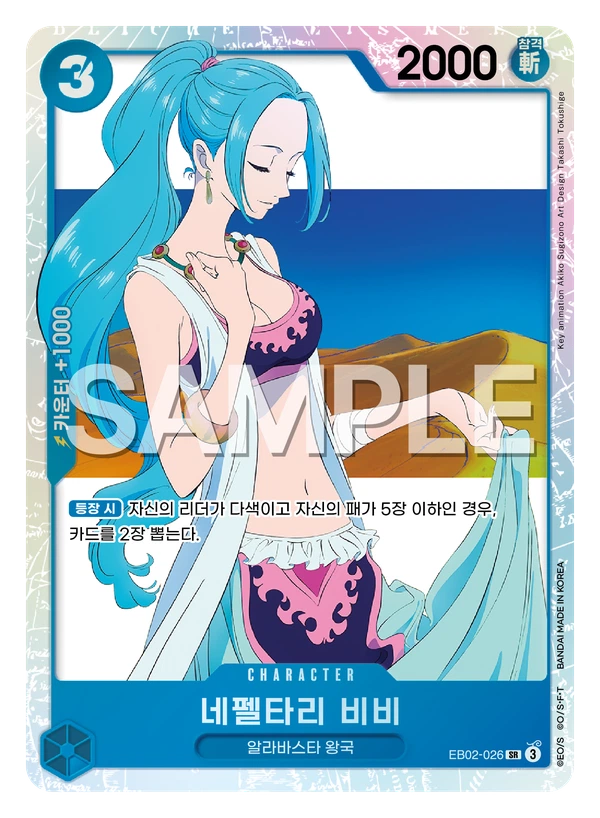 3
2000
참격
斬
Key animation Akiko Sugizono Art Design Takashi Tokushige
카운터 +1000
SAMPLE
등장 시 자신의 리더가 다색이고 자신의 패가 5장 이하인 경우,
카드를 2장 뽑는다.
CHARACTER
네펠타리 비비
알라바스타 왕국
EB02-026 SR 3
©EO/S ©O/S·F·T BANDAI MADE IN KOREA